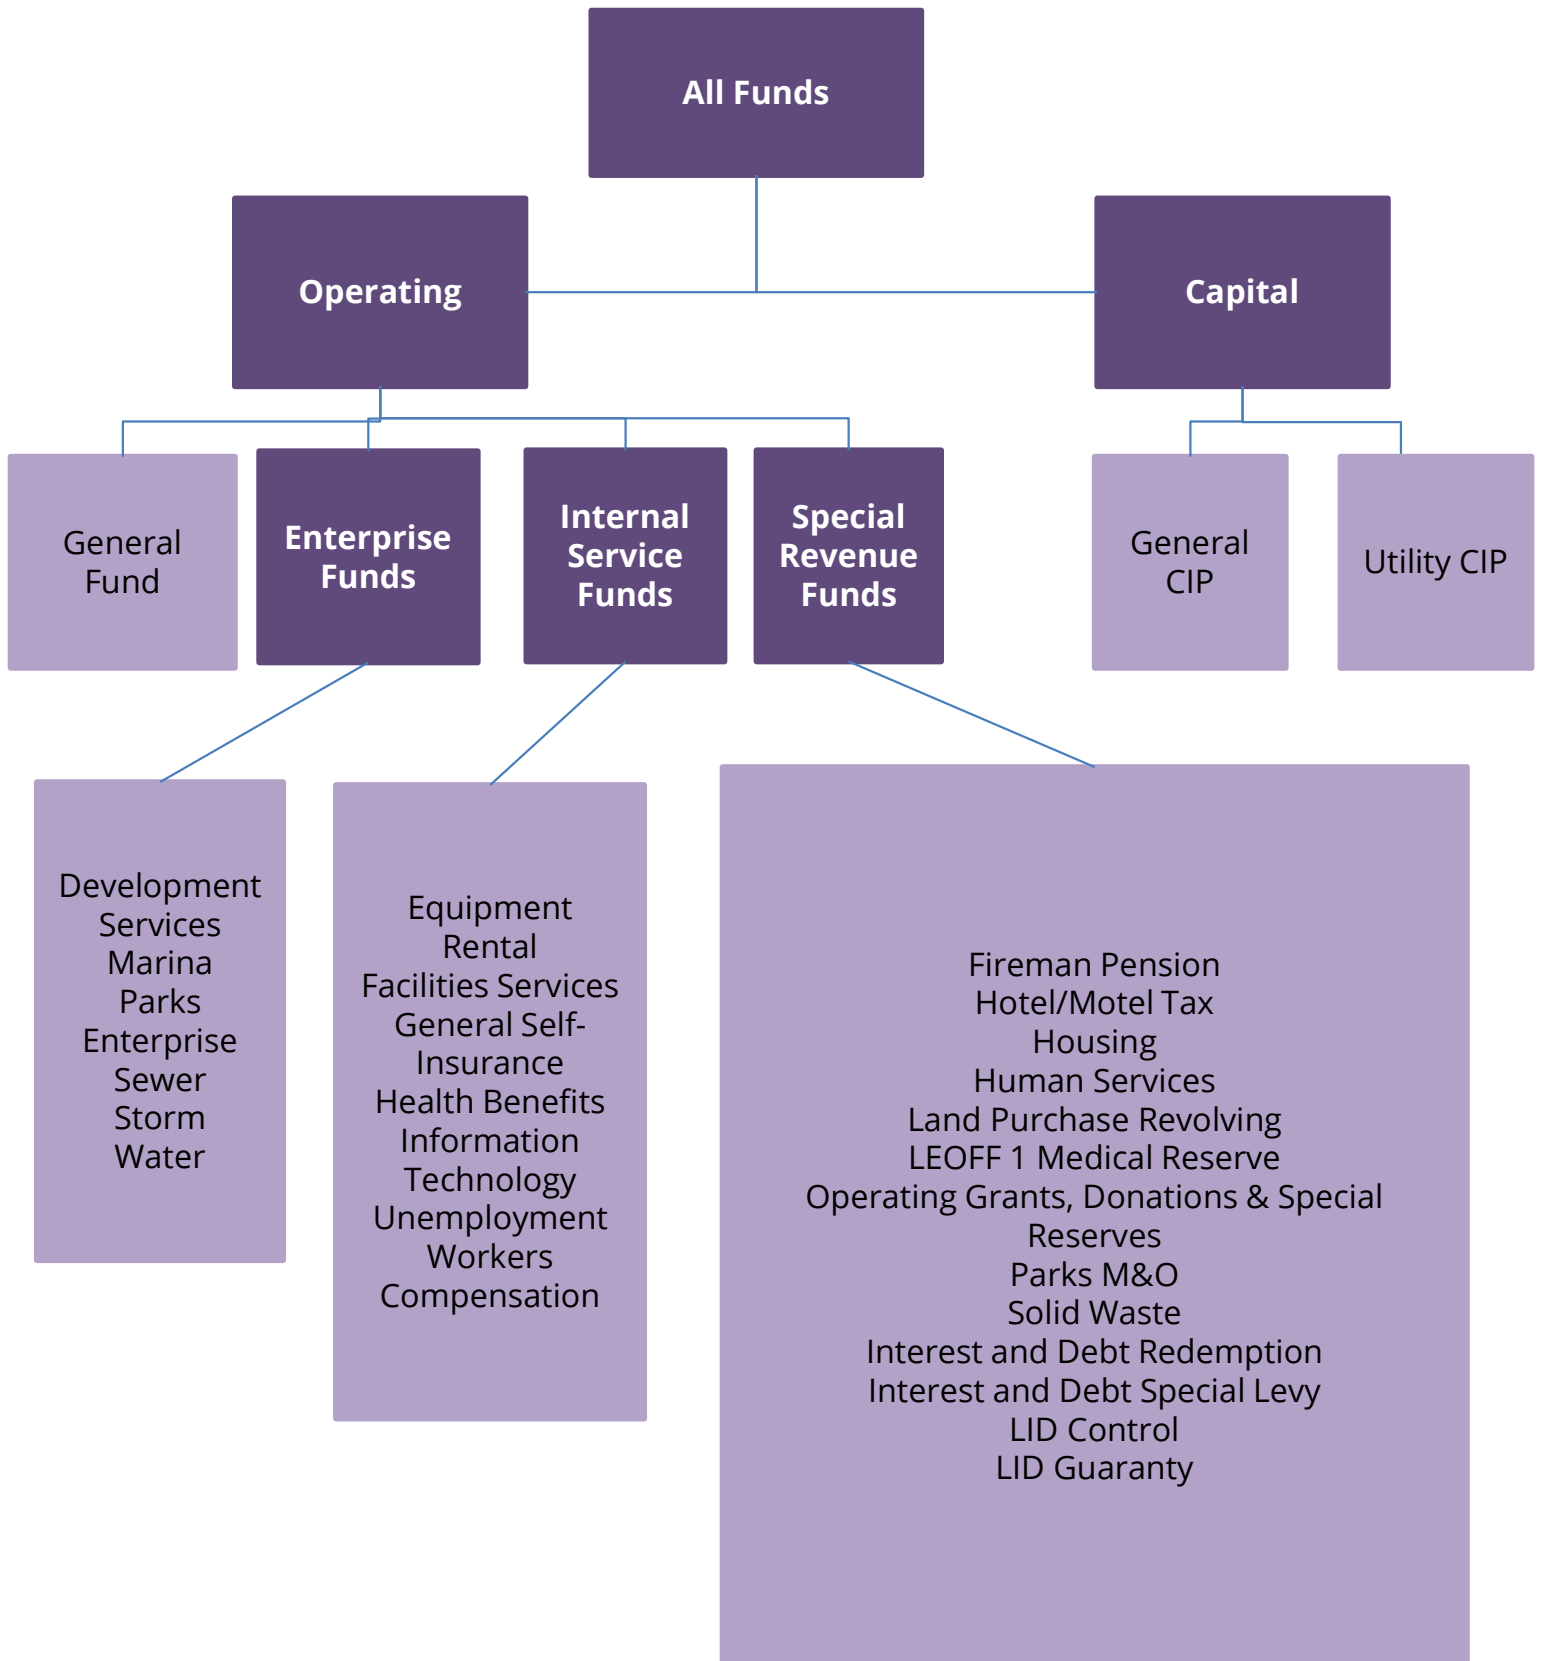 All Funds
Operating
Capital
General
Fund
Enterprise
Funds
Internal
Service
Funds
Special
Revenue
Funds
General
CIP
Utility CIP
Development
Services
Marina
Parks
Enterprise
Sewer
Storm
Water
Equipment
Rental
Facilities Services
General Self-
Insurance
Health Benefits
Information
Technology
Unemployment
Workers
Compensation
Fireman Pension
Hotel/Motel Tax
Housing
Human Services
Land Purchase Revolving
LEOFF 1 Medical Reserve
Operating Grants, Donations & Special
Reserves
Parks M&O
Solid Waste
Interest and Debt Redemption
Interest and Debt Special Levy
LID Control
LID Guaranty